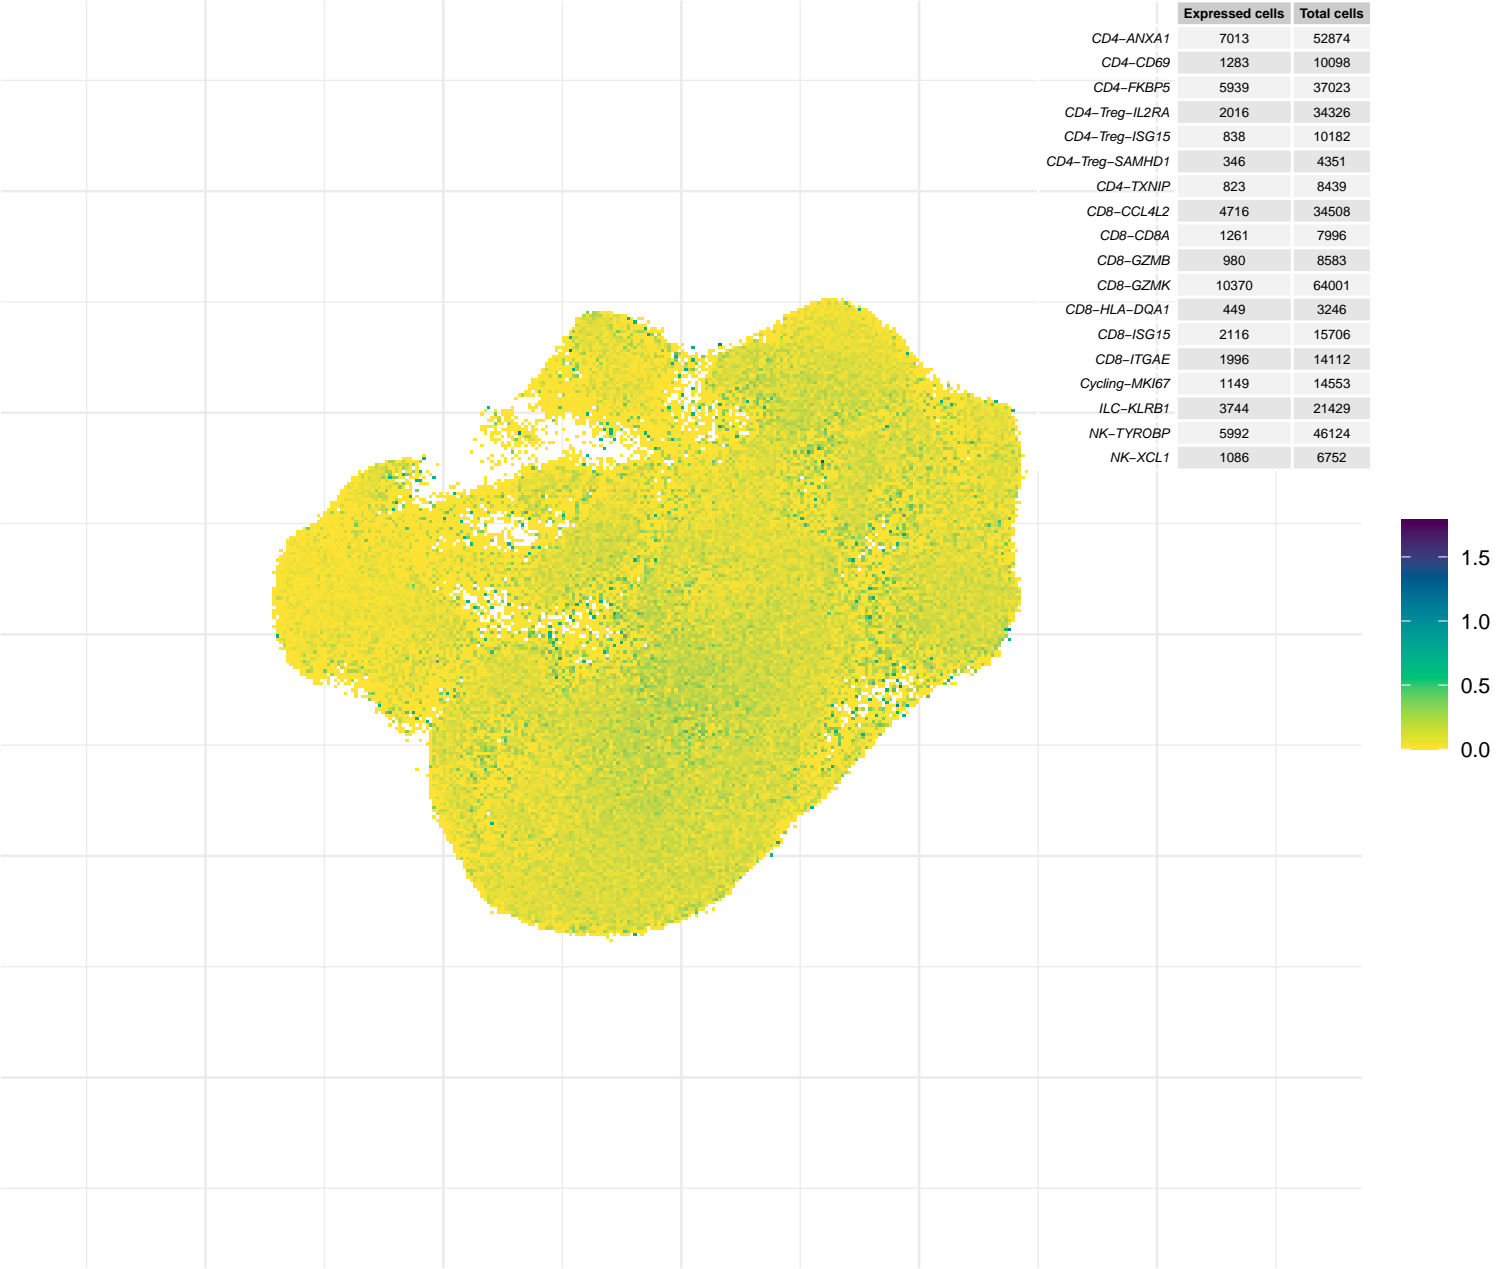 Expressed cells Total cells
CD4−ANXA1 7013 52874
CD4−CD69 1283 10098
CD4−FKBP5 5939 37023
CD4−Treg−IL2RA 2016 34326
CD4−Treg−ISG15 838 10182
CD4−Treg−SAMHD1 346 4351
CD4−TXNIP 823 8439
CD8−CCL4L2 4716 34508
CD8−CD8A 1261 7996
CD8−GZMB 980 8583
CD8−GZMK 10370 64001
CD8−HLA−DQA1 449 3246
CD8−ISG15 2116 15706
CD8−ITGAE 1996 14112
Cycling−MKI67 1149 14553
ILC−KLRB1 3744 21429
NK−TYROBP 5992 46124
NK−XCL1 1086 6752
1.5
1.0
0.5
0.0